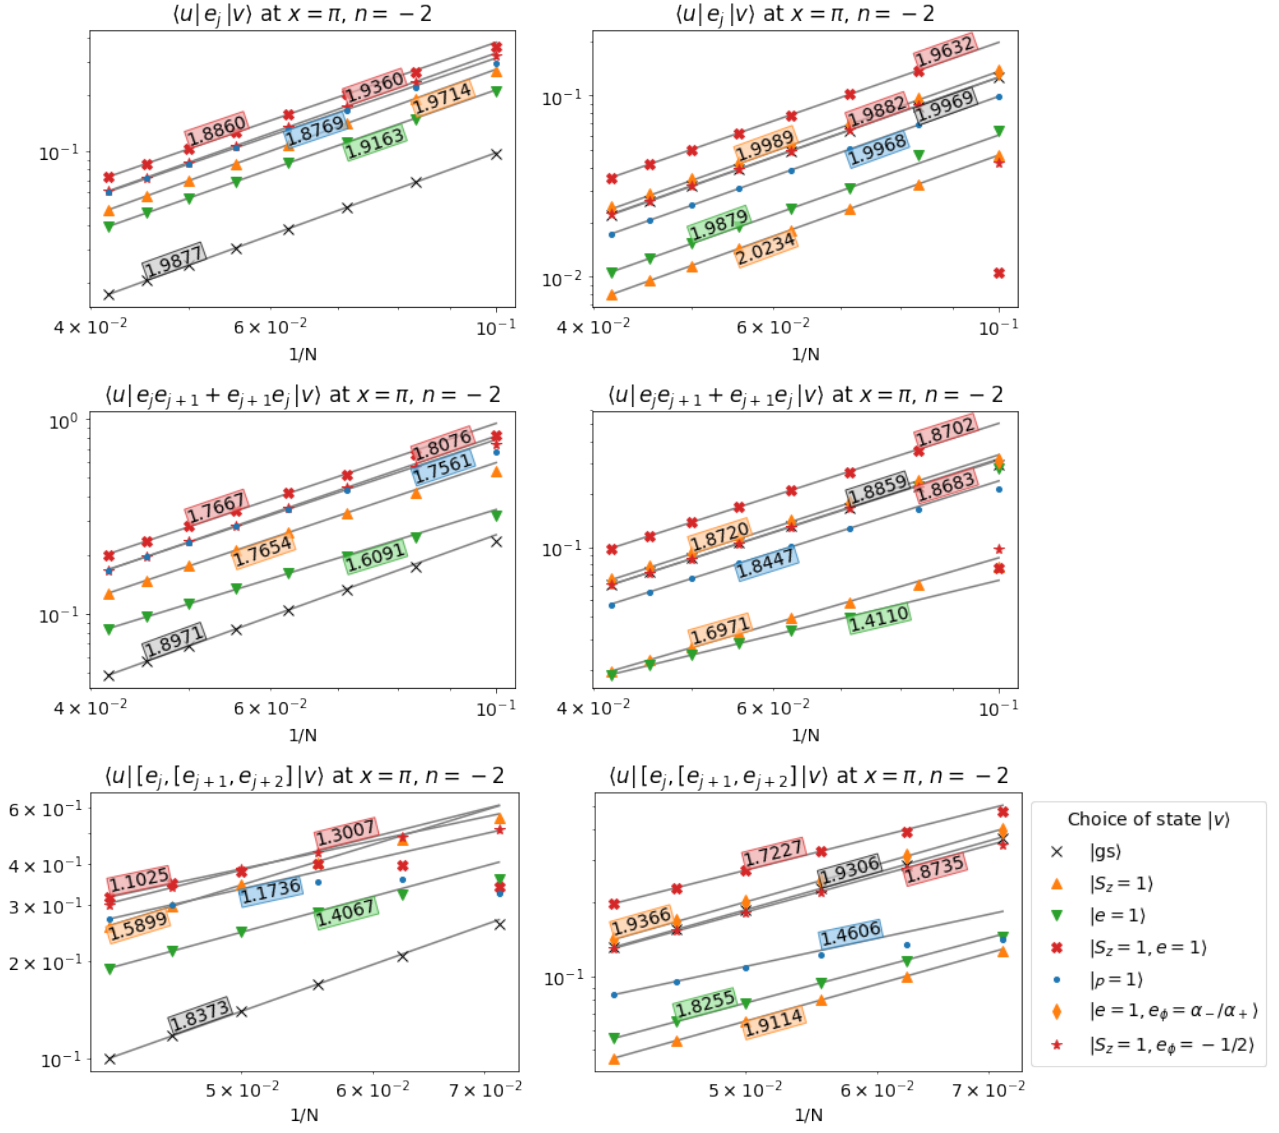 ⟨u| e_j |v⟩ at x = π, n = −2
1.8860
1.9360
1.8769
1.9714
1.9163
1.9877
10⁻¹
4 × 10⁻²
6 × 10⁻²
10⁻¹
1/N
⟨u| e_j |v⟩ at x = π, n = −2
1.9632
1.9882
1.9969
1.9989
1.9968
1.9879
2.0234
10⁻¹
10⁻²
4 × 10⁻²
6 × 10⁻²
10⁻¹
1/N
⟨u| e_j e_{j+1} + e_{j+1} e_j |v⟩ at x = π, n = −2
10⁰
1.8076
1.7561
1.7667
1.7654
1.6091
1.8971
10⁻¹
4 × 10⁻²
6 × 10⁻²
10⁻¹
1/N
⟨u| e_j e_{j+1} + e_{j+1} e_j |v⟩ at x = π, n = −2
1.8702
1.8859
1.8683
1.8720
1.8447
1.6971
1.4110
10⁻¹
4 × 10⁻²
6 × 10⁻²
10⁻¹
1/N
⟨u| [e_j, [e_{j+1}, e_{j+2}] |v⟩ at x = π, n = −2
6 × 10⁻¹
4 × 10⁻¹
3 × 10⁻¹
2 × 10⁻¹
10⁻¹
1.3007
1.1025
1.1736
1.5899
1.4067
1.8373
5 × 10⁻²
6 × 10⁻²
7 × 10⁻²
1/N
⟨u| [e_j, [e_{j+1}, e_{j+2}] |v⟩ at x = π, n = −2
1.7227
1.9306
1.8735
1.9366
1.4606
1.8255
1.9114
10⁻¹
5 × 10⁻²
6 × 10⁻²
7 × 10⁻²
1/N
Choice of state |v⟩
|gs⟩
|S_z = 1⟩
|e = 1⟩
|S_z = 1, e = 1⟩
|p = 1⟩
|e = 1, e_ϕ = α₋/α₊⟩
|S_z = 1, e_ϕ = −1/2⟩